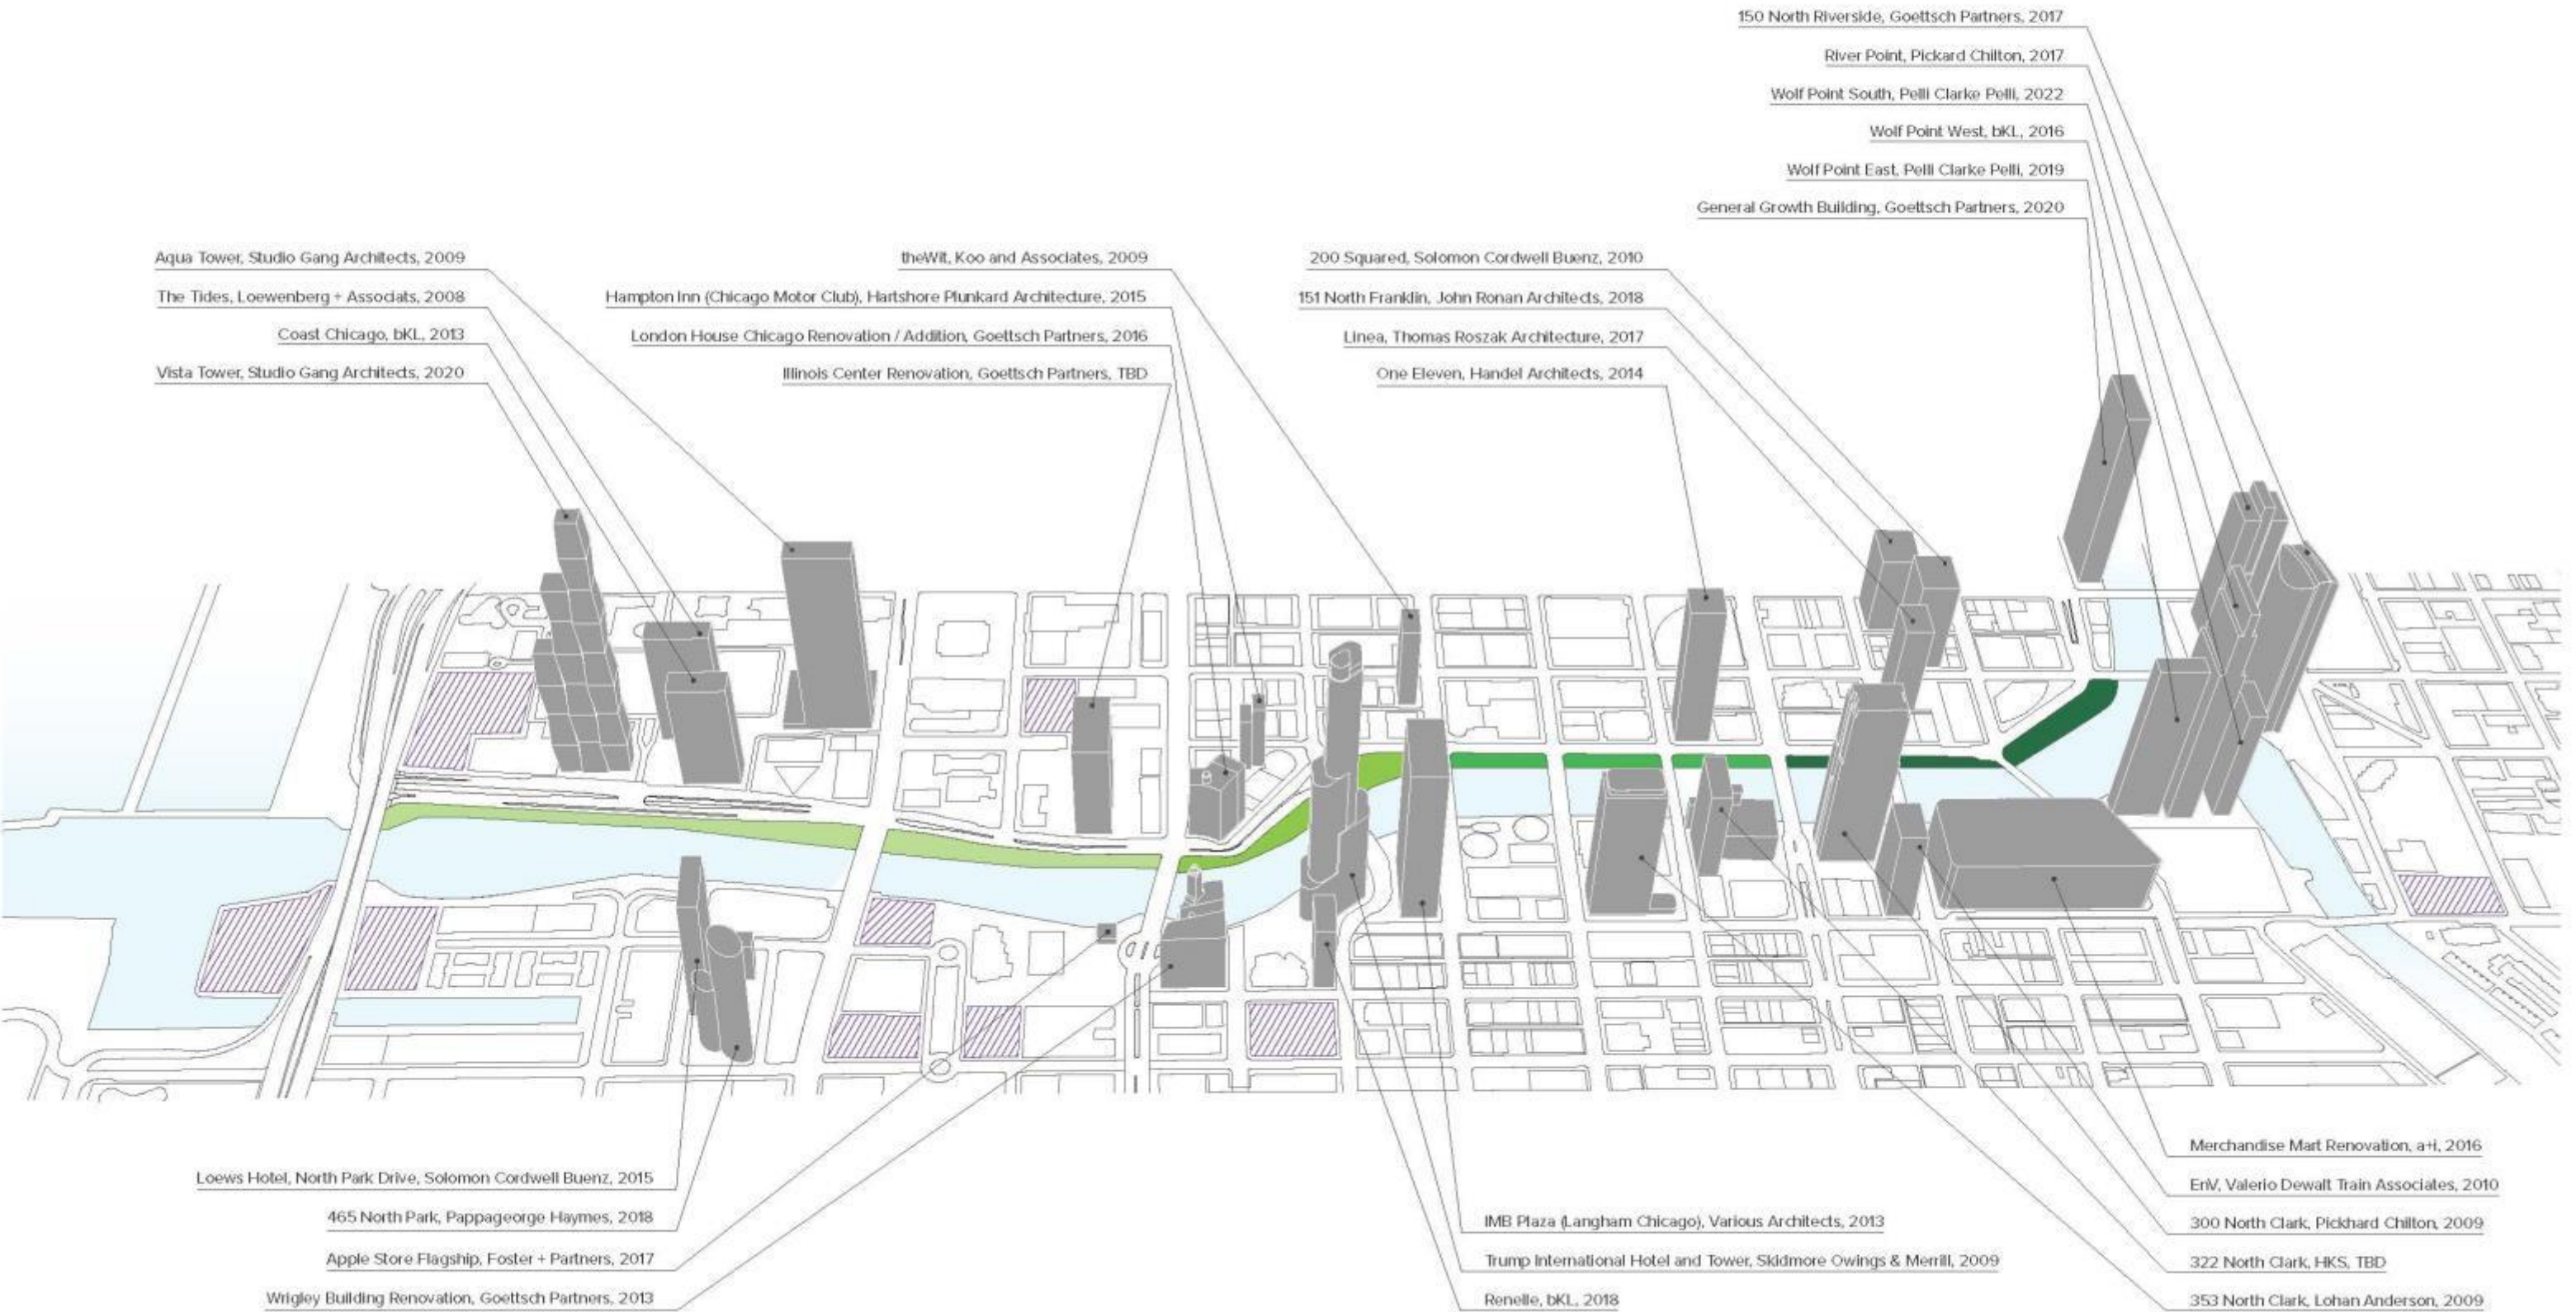 150 North Riverside, Goettsch Partners, 2017
River Point, Pickard Chilton, 2017
Wolf Point South, Pelli Clarke Pelli, 2022
Wolf Point West, bKL, 2016
Wolf Point East, Pelli Clarke Pelli, 2019
General Growth Building, Goettsch Partners, 2020
Aqua Tower, Studio Gang Architects, 2009
The Tides, Loewenberg + Associats, 2008
Coast Chicago, bKL, 2013
Vista Tower, Studio Gang Architects, 2020
theWit, Koo and Associates, 2009
Hampton Inn (Chicago Motor Club), Hartshore Plunkard Architecture, 2015
London House Chicago Renovation / Addition, Goettsch Partners, 2016
Illinois Center Renovation, Goettsch Partners, TBD
200 Squared, Solomon Cordwell Buenz, 2010
151 North Franklin, John Ronan Architects, 2018
Linea, Thomas Roszak Architecture, 2017
One Eleven, Handel Architects, 2014
Loews Hotel, North Park Drive, Solomon Cordwell Buenz, 2015
465 North Park, Pappageorge Haymes, 2018
Apple Store Flagship, Foster + Partners, 2017
Wrigley Building Renovation, Goettsch Partners, 2013
IMB Plaza (Langham Chicago), Various Architects, 2013
Trump International Hotel and Tower, Skidmore Owings & Merrill, 2009
Renelle, bKL, 2018
Merchandise Mart Renovation, a+i, 2016
EnV, Valerio Dewalt Train Associates, 2010
300 North Clark, Pickhard Chilton, 2009
322 North Clark, HKS, TBD
353 North Clark, Lohan Anderson, 2009